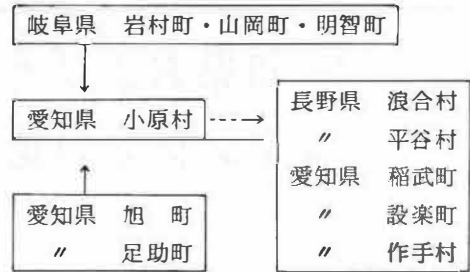 岐阜県 岩村町・山岡町・明智町
愛知県 小原村
長野県 浪合村
〃 平谷村
愛知県 稲武町
〃 設楽町
〃 作手村
愛知県 旭 町
〃 足助町